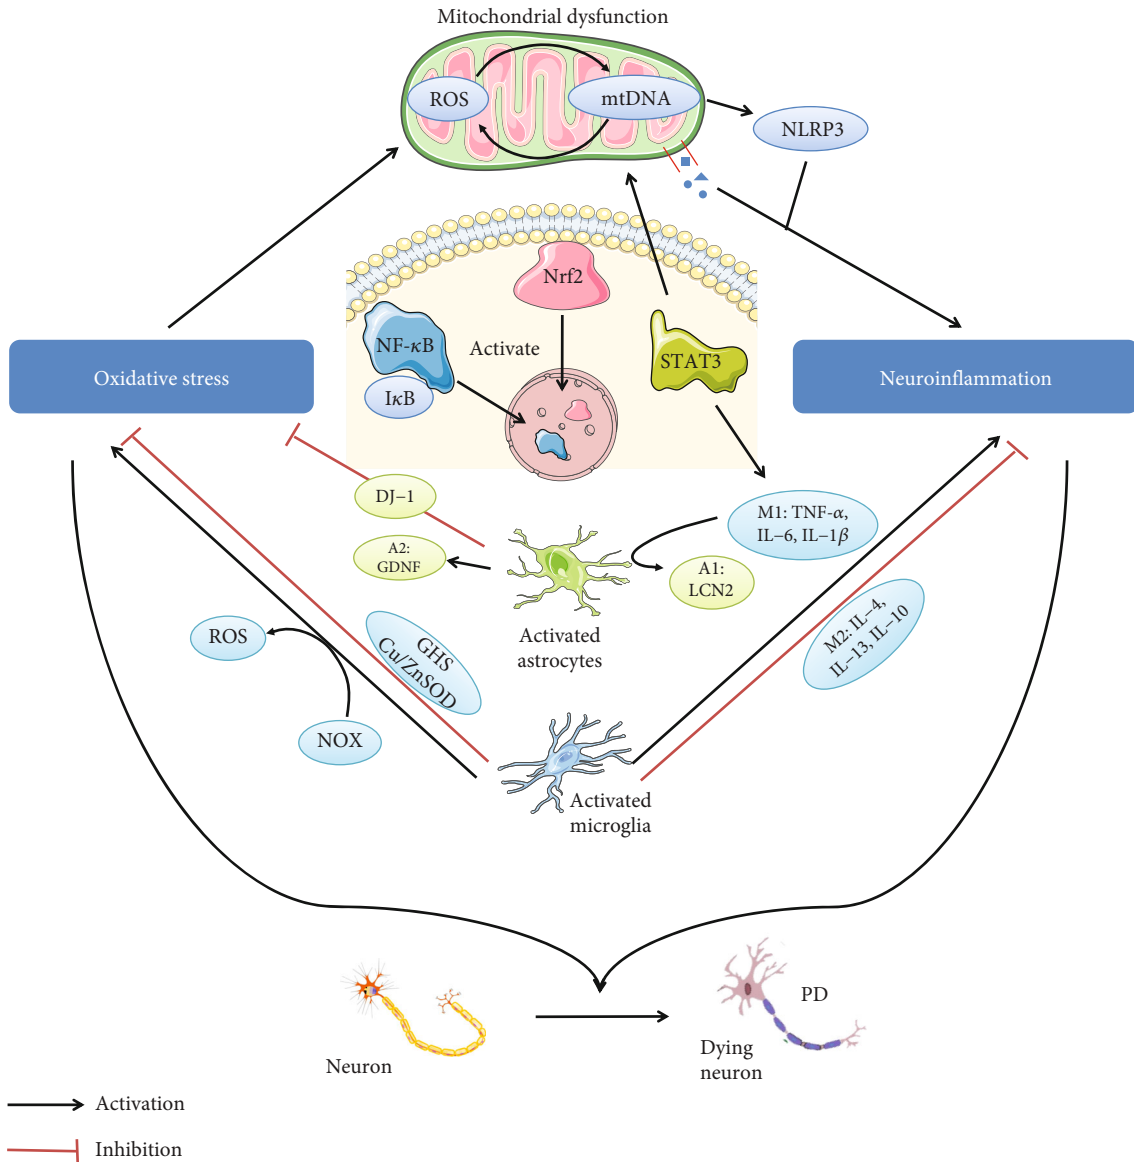 Mitochondrial dysfunction
ROS
mtDNA
NLRP3
Nrf2
NF-κB
Activate
IκB
STAT3
Oxidative stress
Neuroinflammation
DJ–1
A2:
GDNF
M1: TNF-α,
IL–6, IL–1β
A1:
LCN2
Activated
astrocytes
M2: IL–4,
IL–13, IL–10
ROS
GHS
Cu/ZnSOD
NOX
Activated
microglia
PD
Neuron
Dying
neuron
Activation
Inhibition